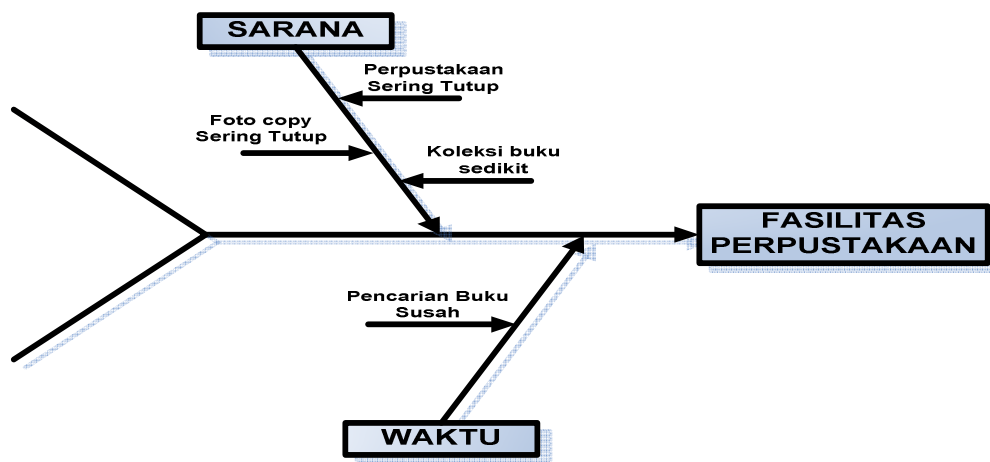 SARANA
Perpustakaan
Sering Tutup
Foto copy
Sering Tutup
Koleksi buku
sedikit
FASILITAS
PERPUSTAKAAN
Pencarian Buku
Susah
WAKTU